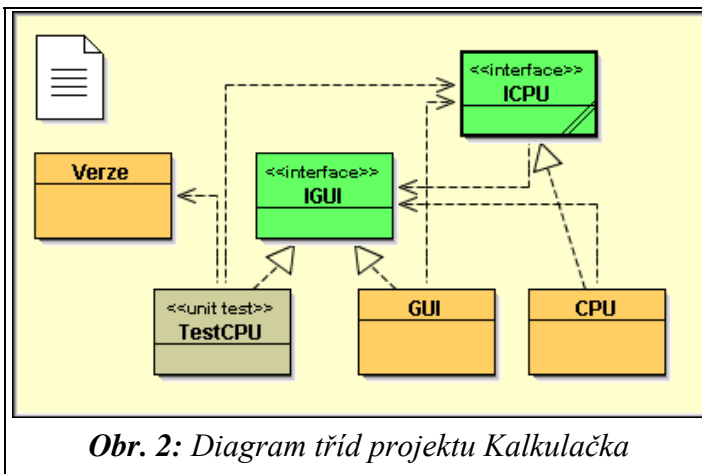 <<interface>>
ICPU
Verze
<<interface>>
IGUI
<<unit test>>
TestCPU
GUI
CPU
Obr. 2: Diagram tříd projektu Kalkulačka